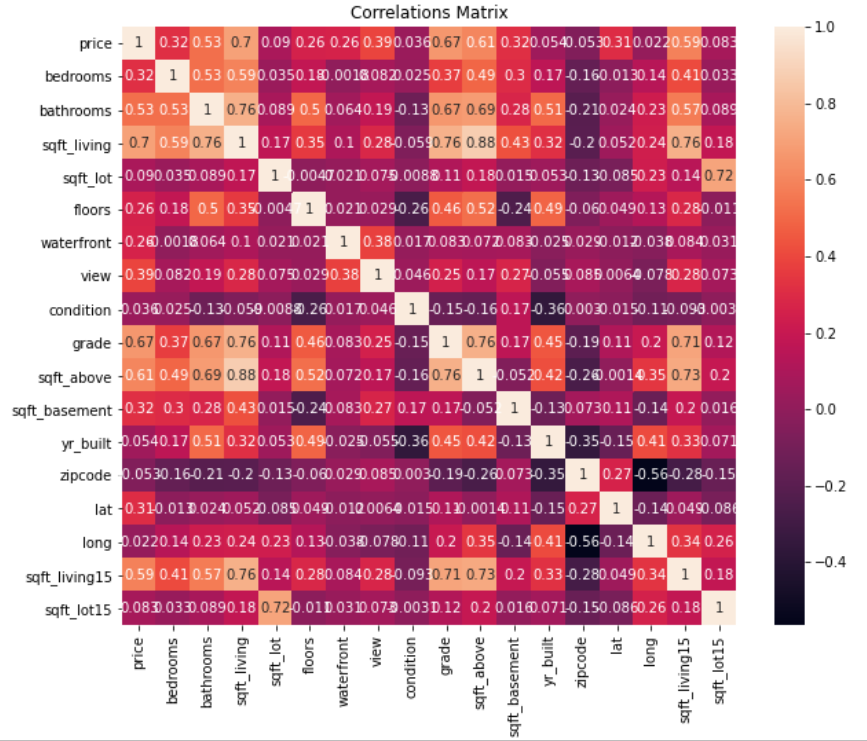 Correlations Matrix
price 1 0.32 0.53 0.7 0.09 0.26 0.26 0.39 0.036 0.67 0.61 0.32 0.054 -0.053 0.31 0.022 0.59 0.083
bedrooms 0.32 1 0.53 0.59 0.035 0.18 -0.0018 0.082 0.025 0.37 0.49 0.3 0.17 -0.16 -0.013 0.14 0.41 0.033
bathrooms 0.53 0.53 1 0.76 0.089 0.5 0.064 0.19 -0.13 0.67 0.69 0.28 0.51 -0.21 0.024 0.23 0.57 0.089
sqft_living 0.7 0.59 0.76 1 0.17 0.35 0.1 0.28 -0.059 0.76 0.88 0.43 0.32 -0.2 0.052 0.24 0.76 0.18
sqft_lot 0.09 0.035 0.089 0.17 1 -0.0047 0.021 0.075 -0.0088 0.11 0.18 0.015 0.053 -0.13 -0.085 0.23 0.14 0.72
floors 0.26 0.18 0.5 0.35 -0.0047 1 0.021 0.029 -0.26 0.46 0.52 -0.24 0.49 -0.06 0.049 0.13 0.28 -0.011
waterfront 0.26 -0.0018 0.064 0.1 0.021 0.021 1 0.38 0.017 0.083 0.072 0.083 -0.025 0.029 -0.012 -0.038 0.084 0.031
view 0.39 0.082 0.19 0.28 0.075 0.029 0.38 1 0.046 0.25 0.17 0.27 -0.055 0.085 0.0064 -0.078 0.28 0.073
condition 0.036 0.025 -0.13 -0.059 -0.0088 -0.26 0.017 0.046 1 -0.15 -0.16 0.17 -0.36 0.003 -0.015 -0.11 -0.093 -0.003
grade 0.67 0.37 0.67 0.76 0.11 0.46 0.083 0.25 -0.15 1 0.76 0.17 0.45 -0.19 0.11 0.2 0.71 0.12
sqft_above 0.61 0.49 0.69 0.88 0.18 0.52 0.072 0.17 -0.16 0.76 1 -0.052 0.42 -0.26 -0.0014 0.35 0.73 0.2
sqft_basement 0.32 0.3 0.28 0.43 0.015 -0.24 0.083 0.27 0.17 0.17 -0.052 1 -0.13 0.073 0.11 -0.14 0.2 0.016
yr_built 0.054 0.17 0.51 0.32 0.053 0.49 -0.025 -0.055 -0.36 0.45 0.42 -0.13 1 -0.35 -0.15 0.41 0.33 0.071
zipcode -0.053 -0.16 -0.21 -0.2 -0.13 -0.06 0.029 0.085 0.003 -0.19 -0.26 0.073 -0.35 1 0.27 -0.56 -0.28 -0.15
lat 0.31 -0.013 0.024 0.052 -0.085 0.049 -0.012 0.0064 -0.015 0.11 -0.0014 0.11 -0.15 0.27 1 -0.14 0.049 -0.086
long 0.022 0.14 0.23 0.24 0.23 0.13 -0.038 -0.078 -0.11 0.2 0.35 -0.14 0.41 -0.56 -0.14 1 0.34 0.26
sqft_living15 0.59 0.41 0.57 0.76 0.14 0.28 0.084 0.28 -0.093 0.71 0.73 0.2 0.33 -0.28 0.049 0.34 1 0.18
sqft_lot15 0.083 0.033 0.089 0.18 0.72 -0.011 0.031 0.073 -0.0031 0.12 0.2 0.016 0.071 -0.15 -0.086 0.26 0.18 1
price bedrooms bathrooms sqft_living sqft_lot floors waterfront view condition grade sqft_above sqft_basement yr_built zipcode lat long sqft_living15 sqft_lot15
1.0
0.8
0.6
0.4
0.2
0.0
−0.2
−0.4